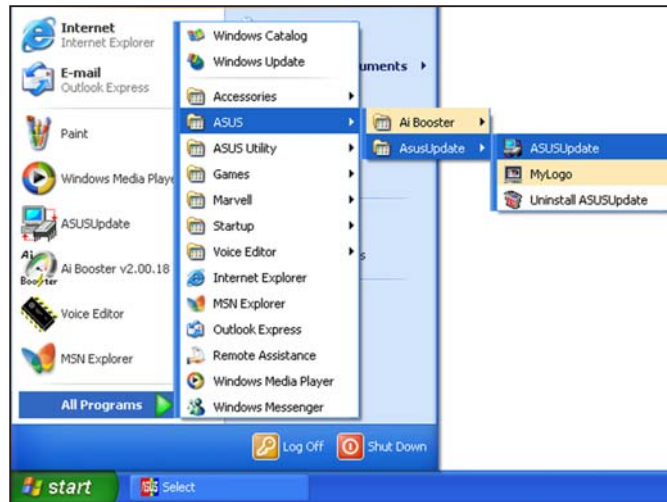 Internet
Internet Explorer
E-mail
Outlook Express
Paint
Windows Media Playe
ASUSUpdate
Ai Booster
Ai Booster v2.00.18
Voice Editor
MSN Explorer
All Programs
Windows Catalog
Windows Update
Accessories
ASUS
ASUS Utility
Games
Marvell
Startup
Voice Editor
Internet Explorer
MSN Explorer
Outlook Express
Remote Assistance
Windows Media Player
Windows Messenger
uments
s
Ai Booster
AsusUpdate
ASUSUpdate
MyLogo
Uninstall ASUSUpdate
Log Off
Shut Down
start
Select